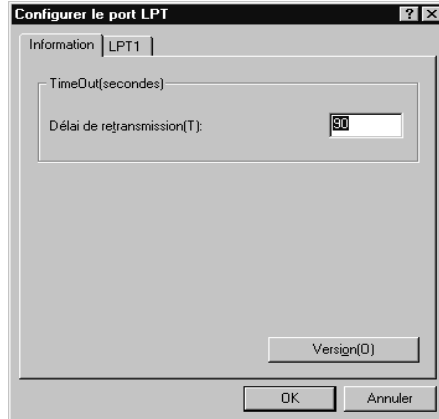 Configurer le port LPT
Information LPT1
TimeOut(secondes)
Délai de retransmission(T): 90
Version(O)
OK Annuler